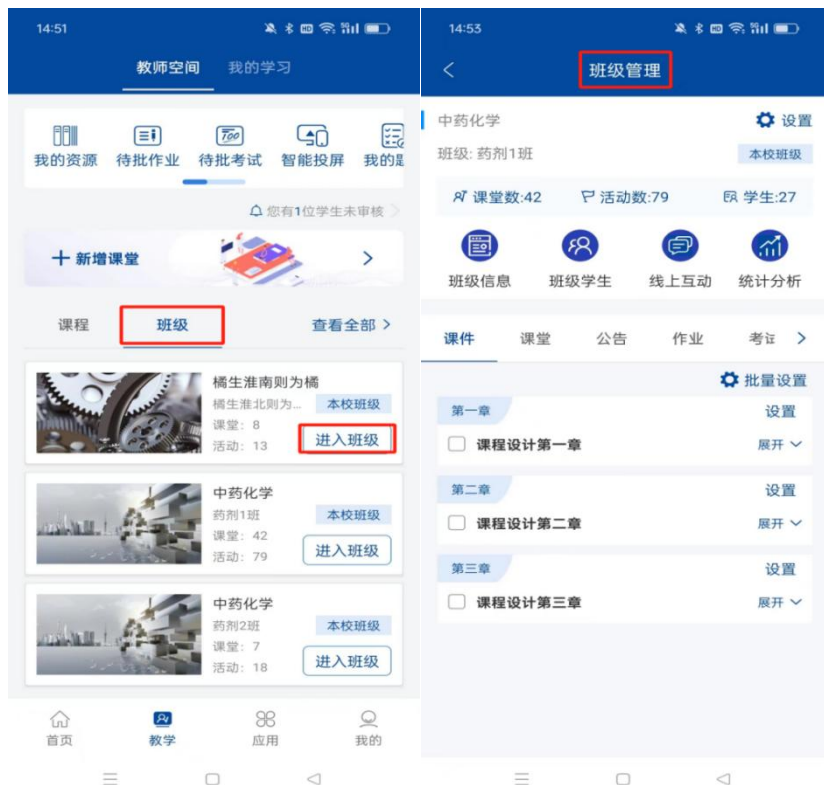 14:51
教师空间 我的学习
我的资源 待批作业 待批考试 智能投屏 我的题
您有1位学生未审核
新增课堂
课程 班级 查看全部
橘生淮南则为橘
橘生淮北则为... 本校班级
课堂: 8
活动: 13 进入班级
中药化学
药剂1班 本校班级
课堂: 42
活动: 79 进入班级
中药化学
药剂2班 本校班级
课堂: 7
活动: 18 进入班级
首页 教学 应用 我的
14:53
班级管理
中药化学 设置
班级: 药剂1班 本校班级
课堂数:42 活动数:79 学生:27
班级信息 班级学生 线上互动 统计分析
课件 课堂 公告 作业 考试
批量设置
第一章 设置
课程设计第一章 展开
第二章 设置
课程设计第二章 展开
第三章 设置
课程设计第三章 展开